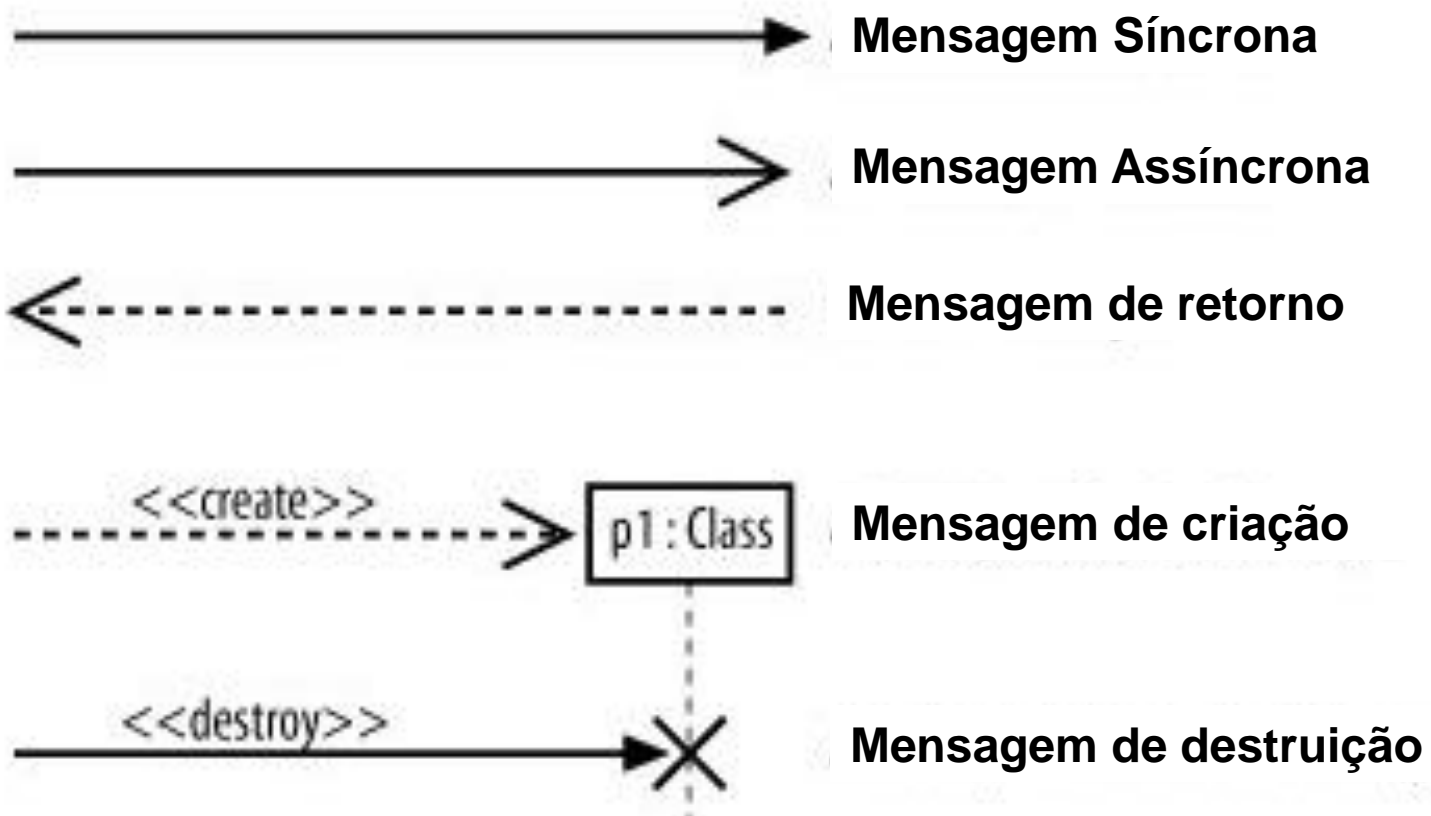 Mensagem Síncrona
Mensagem Assíncrona
Mensagem de retorno
<<create>>
p1 : Class
Mensagem de criação
<<destroy>>
Mensagem de destruição